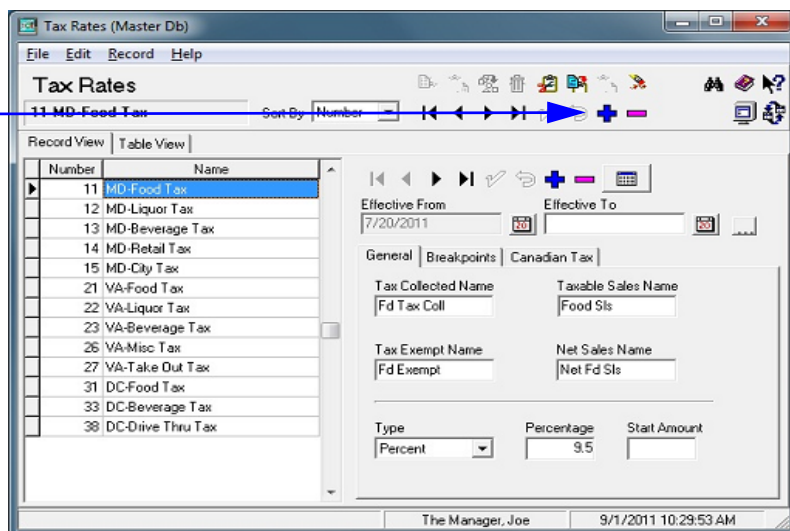 Tax Rates (Master Db)
File Edit Record Help
Tax Rates
11 MD-Food Tax Sort By Number
Record View Table View
Number Name
11 MD-Food Tax
12 MD-Liquor Tax
13 MD-Beverage Tax
14 MD-Retail Tax
15 MD-City Tax
21 VA-Food Tax
22 VA-Liquor Tax
23 VA-Beverage Tax
26 VA-Misc Tax
27 VA-Take Out Tax
31 DC-Food Tax
33 DC-Beverage Tax
38 DC-Drive Thru Tax
Effective From Effective To
7/20/2011 20 20 ...
General Breakpoints Canadian Tax
Tax Collected Name Taxable Sales Name
Fd Tax Coll Food Sls
Tax Exempt Name Net Sales Name
Fd Exempt Net Fd Sls
Type Percentage Start Amount
Percent 9.5
The Manager, Joe 9/1/2011 10:29:53 AM